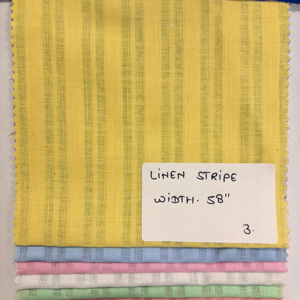 LINEN STRIPE
WIDTH. 58"
3.